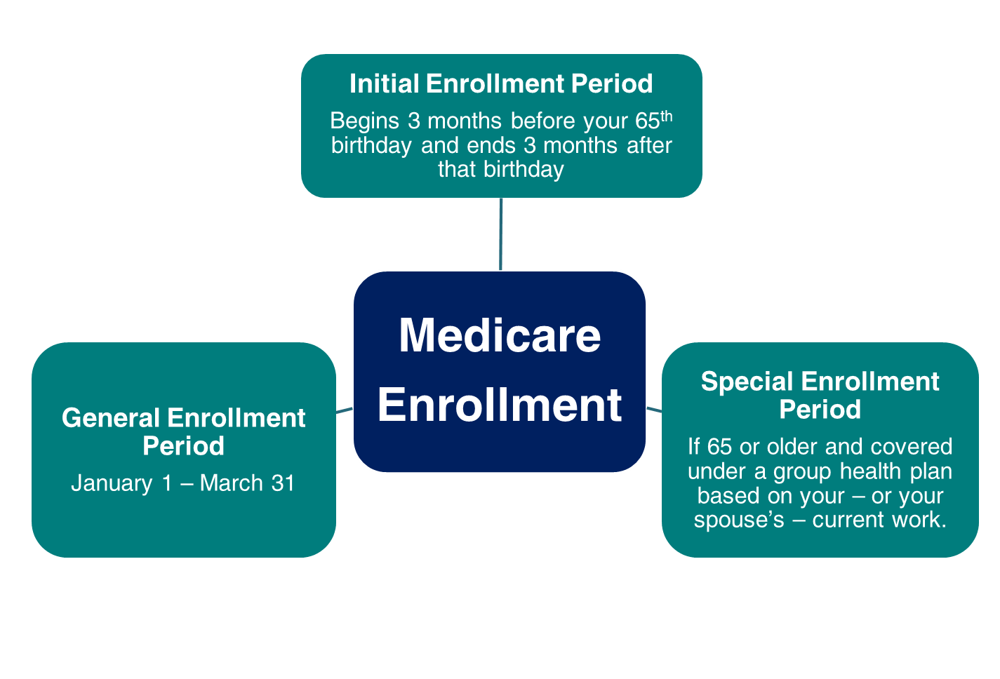 Initial Enrollment Period
Begins 3 months before your 65th
birthday and ends 3 months after
that birthday
Medicare
Enrollment
General Enrollment
Period
January 1 – March 31
Special Enrollment
Period
If 65 or older and covered
under a group health plan
based on your – or your
spouse’s – current work.